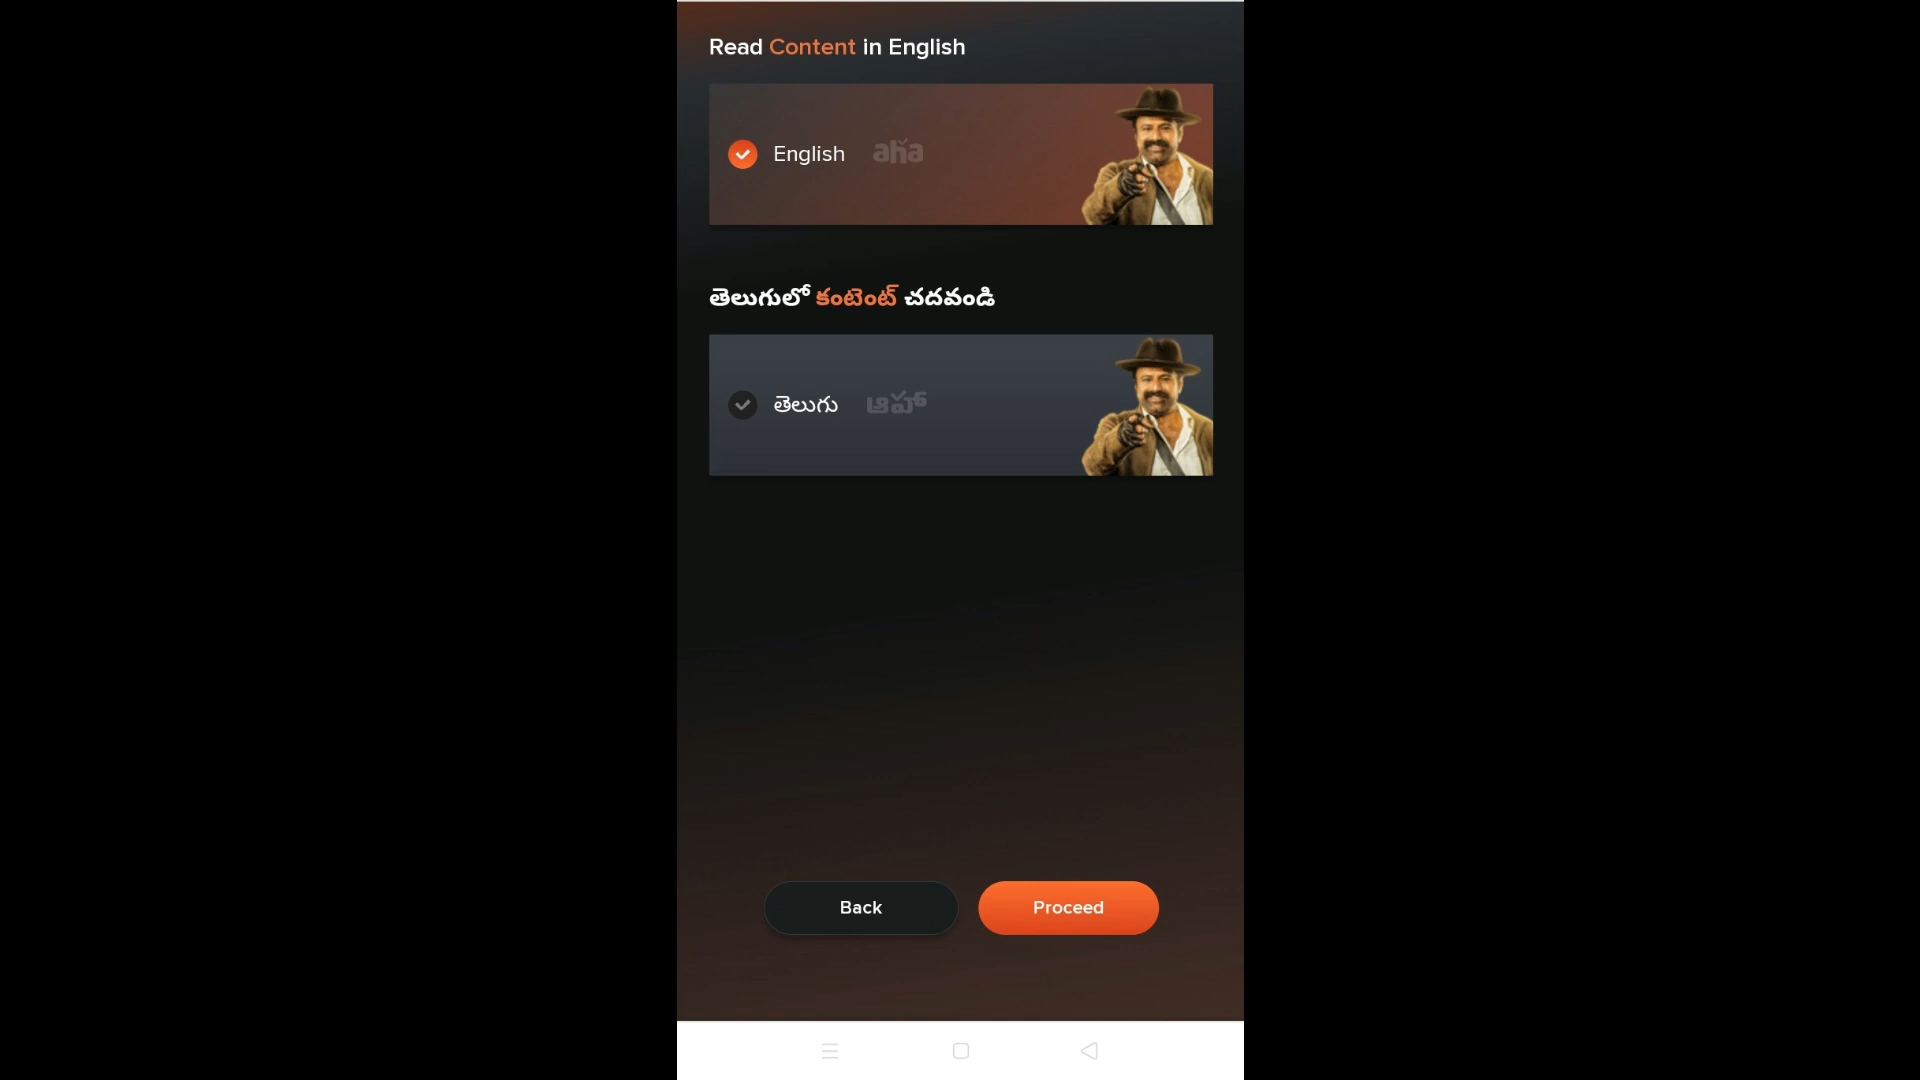 Read Content in English
English aha
తెలుగులో కంటెంట్ చదవండి
తెలుగు ఆహా
Back Proceed